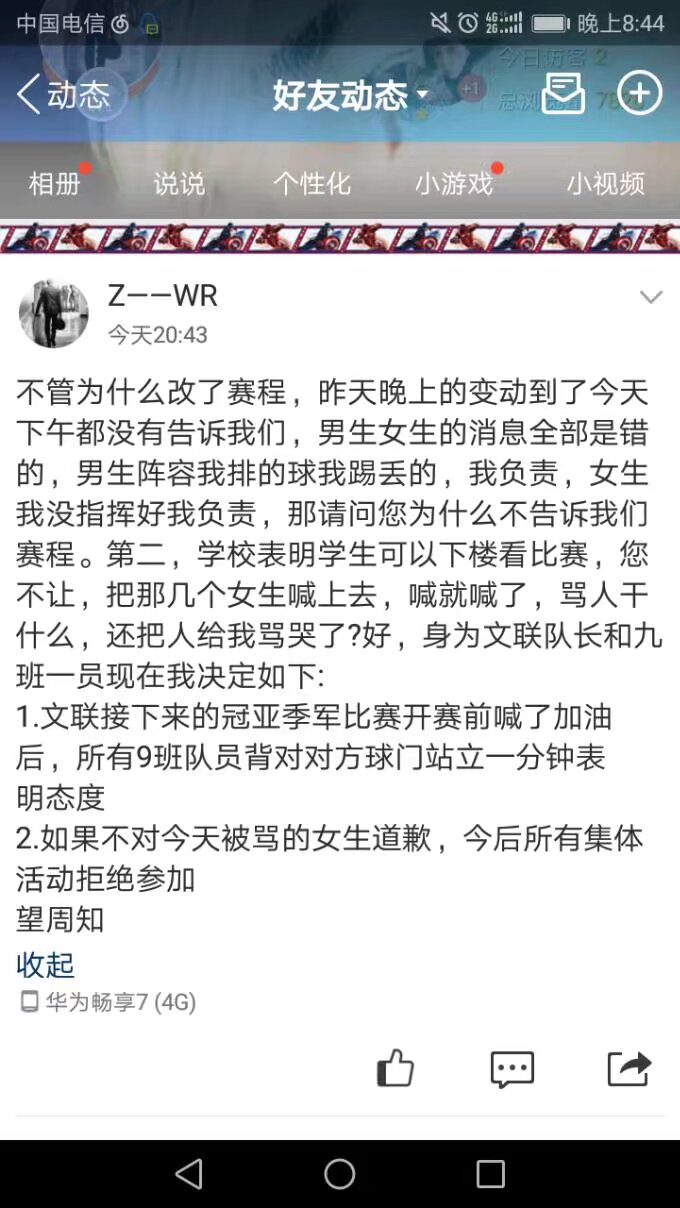 中国电信
4G
2G
晚上8:44
今日访客 2
动态
好友动态
+1
总浏
相册
说说
个性化
小游戏
小视频
Z——WR
今天20:43
不管为什么改了赛程，昨天晚上的变动到了今天
下午都没有告诉我们，男生女生的消息全部是错
的，男生阵容我排的球我踢丢的，我负责，女生
我没指挥好我负责，那请问您为什么不告诉我们
赛程。第二，学校表明学生可以下楼看比赛，您
不让，把那几个女生喊上去，喊就喊了，骂人干
什么，还把人给我骂哭了?好，身为文联队长和九
班一员现在我决定如下:
1.文联接下来的冠亚季军比赛开赛前喊了加油
后，所有9班队员背对对方球门站立一分钟表
明态度
2.如果不对今天被骂的女生道歉，今后所有集体
活动拒绝参加
望周知
收起
华为畅享7 (4G)